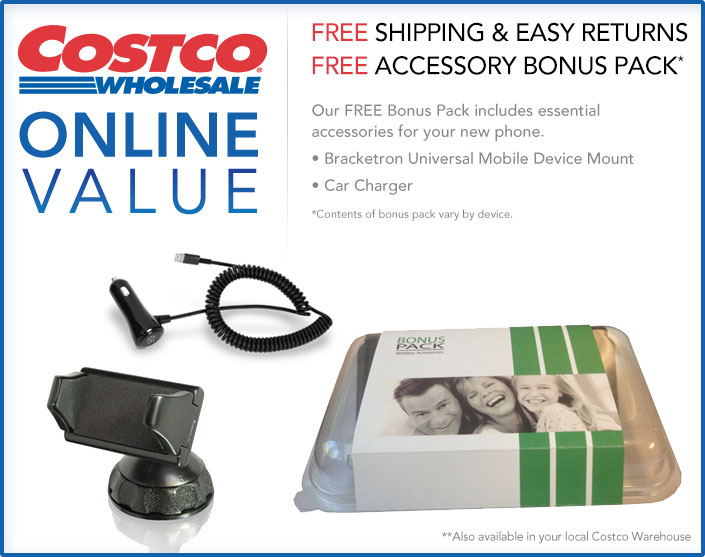 COSTCO
WHOLESALE
ONLINE
VALUE
FREE SHIPPING & EASY RETURNS
FREE ACCESSORY BONUS PACK*
Our FREE Bonus Pack includes essential
accessories for your new phone.
• Bracketron Universal Mobile Device Mount
• Car Charger
*Contents of bonus pack vary by device.
BONUS
PACK
Wireless Accessories
**Also available in your local Costco Warehouse